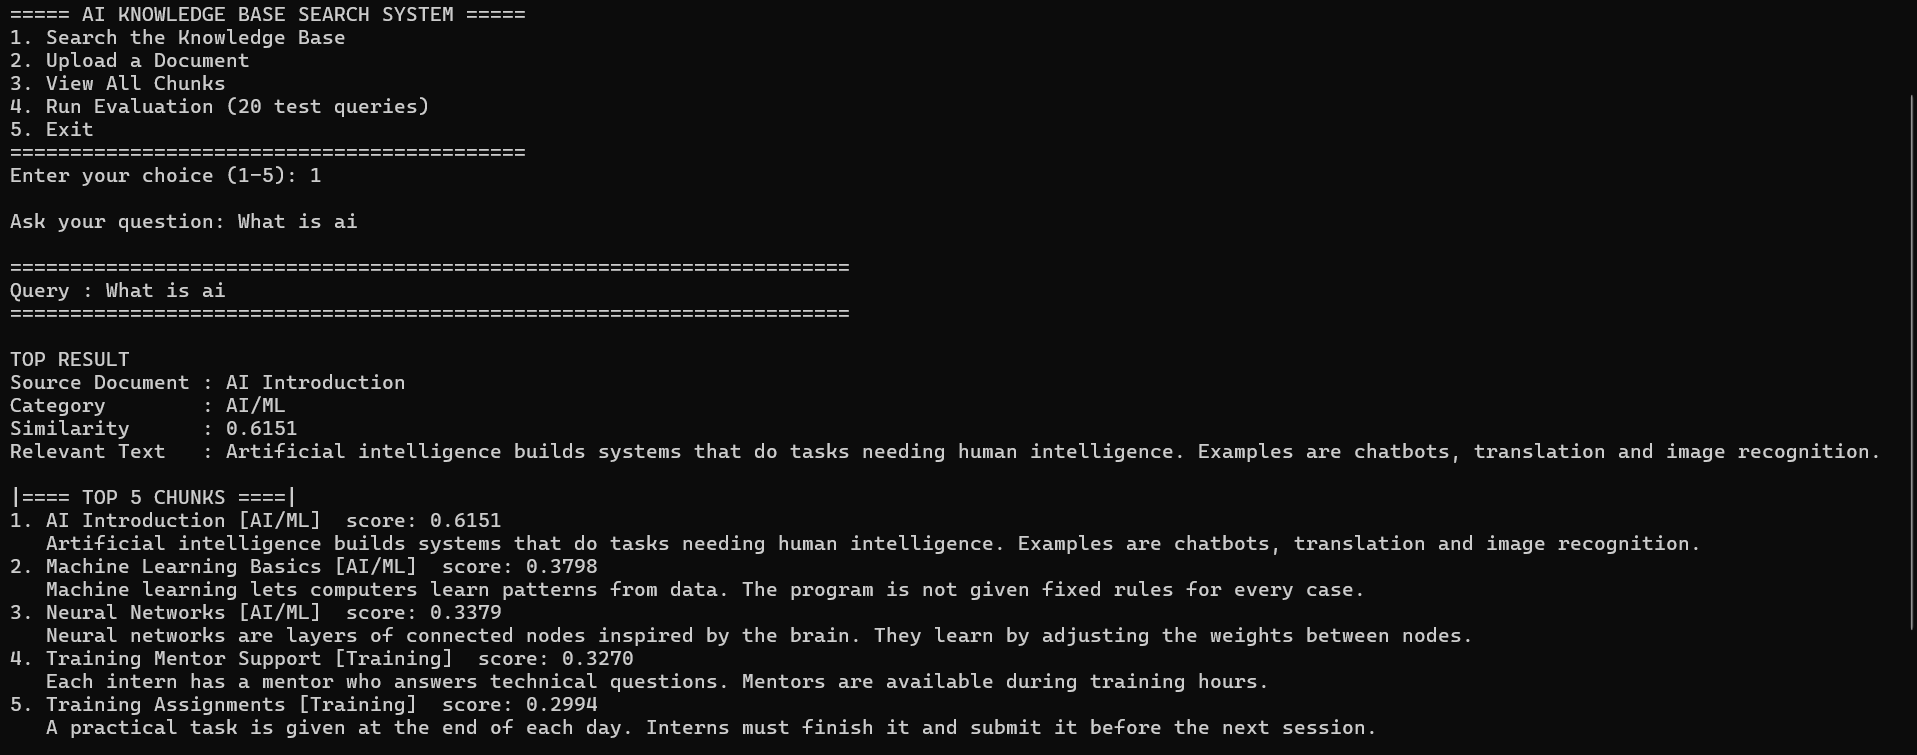 ===== AI KNOWLEDGE BASE SEARCH SYSTEM =====
1. Search the Knowledge Base
2. Upload a Document
3. View All Chunks
4. Run Evaluation (20 test queries)
5. Exit
===========================================
Enter your choice (1-5): 1
Ask your question: What is ai
======================================================================
Query : What is ai
======================================================================
TOP RESULT
Source Document : AI Introduction
Category        : AI/ML
Similarity      : 0.6151
Relevant Text   : Artificial intelligence builds systems that do tasks needing human intelligence. Examples are chatbots, translation and image recognition.
|==== TOP 5 CHUNKS ====|
1. AI Introduction [AI/ML]  score: 0.6151
   Artificial intelligence builds systems that do tasks needing human intelligence. Examples are chatbots, translation and image recognition.
2. Machine Learning Basics [AI/ML]  score: 0.3798
   Machine learning lets computers learn patterns from data. The program is not given fixed rules for every case.
3. Neural Networks [AI/ML]  score: 0.3379
   Neural networks are layers of connected nodes inspired by the brain. They learn by adjusting the weights between nodes.
4. Training Mentor Support [Training]  score: 0.3270
   Each intern has a mentor who answers technical questions. Mentors are available during training hours.
5. Training Assignments [Training]  score: 0.2994
   A practical task is given at the end of each day. Interns must finish it and submit it before the next session.